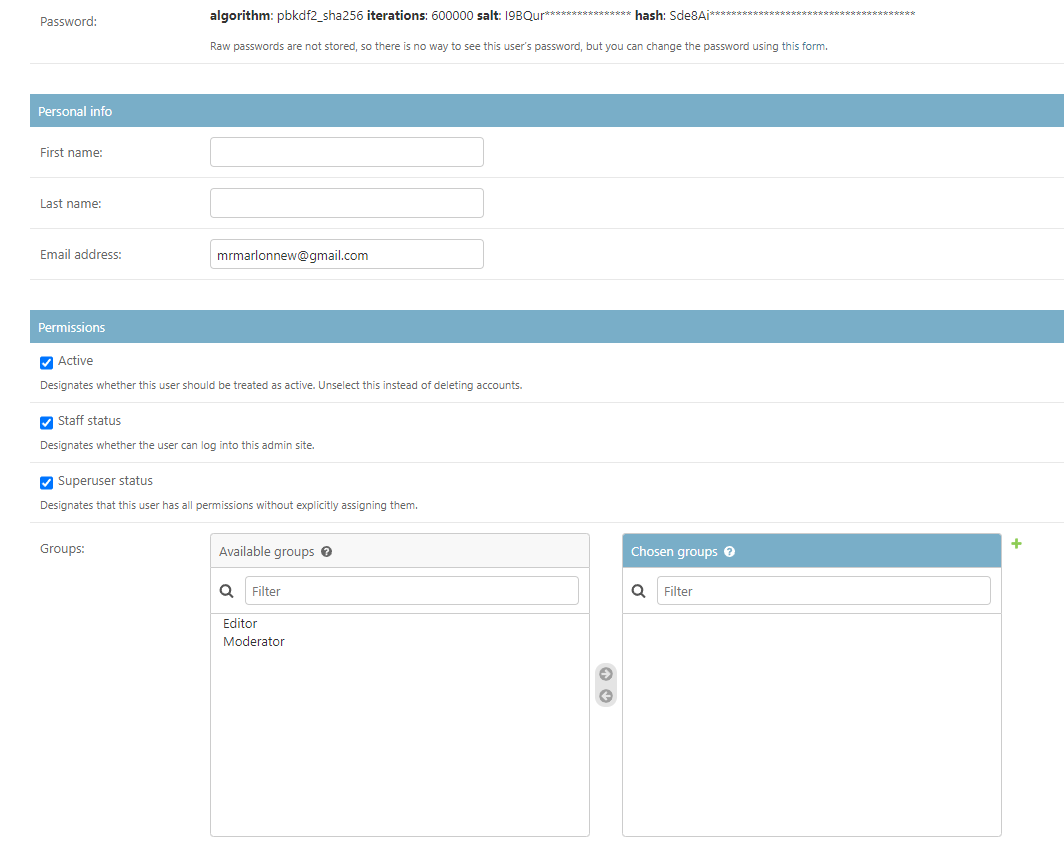 Password: algorithm: pbkdf2_sha256 iterations: 600000 salt: I9BQur**************** hash: Sde8Ai**************************************
Raw passwords are not stored, so there is no way to see this user's password, but you can change the password using this form.
Personal info
First name:
Last name:
Email address: mrmarlonnew@gmail.com
Permissions
Active
Designates whether this user should be treated as active. Unselect this instead of deleting accounts.
Staff status
Designates whether the user can log into this admin site.
Superuser status
Designates that this user has all permissions without explicitly assigning them.
Groups:
Available groups ?
Filter
Editor
Moderator
Chosen groups ?
Filter